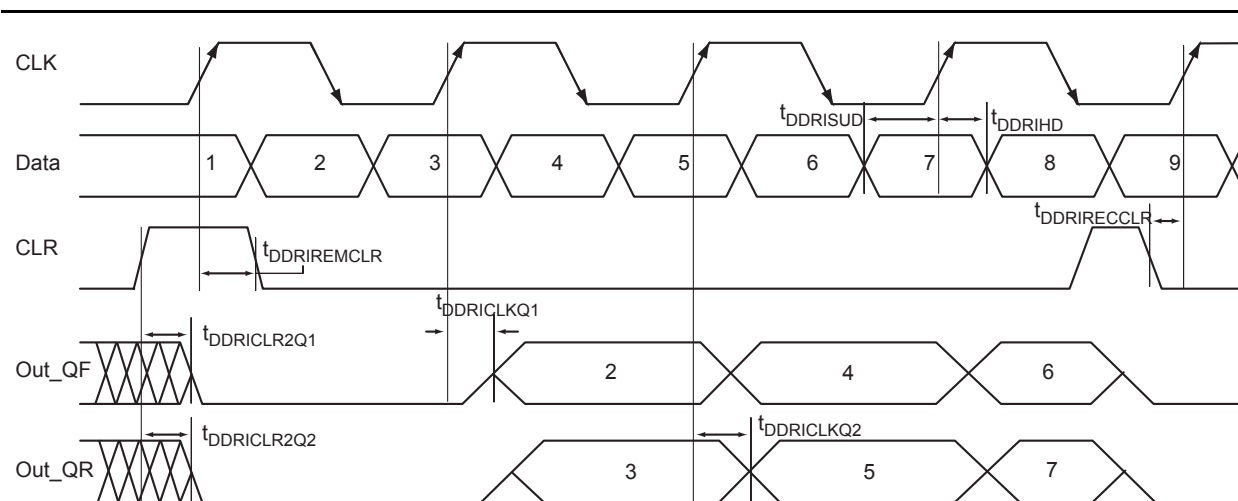 CLK
tDDRISUD
tDDRIHD
Data
1 2 3 4 5 6 7 8 9
tDDRIRECCLR
CLR
tDDRIREMCLR
tDDRICLKQ1
tDDRICLR2Q1
Out_QF
2 4 6
tDDRICLR2Q2
tDDRICLKQ2
Out_QR
3 5 7